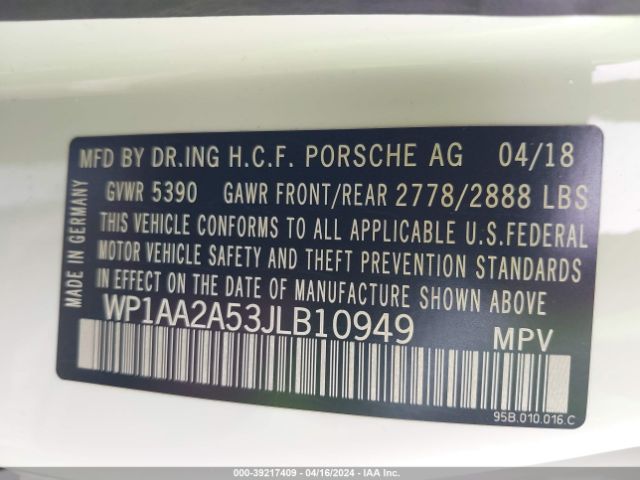 MFD BY DR.ING H.C.F. PORSCHE AG 04/18
GVWR 5390 GAWR FRONT/REAR 2778/2888 LBS
THIS VEHICLE CONFORMS TO ALL APPLICABLE U.S.FEDERAL
MOTOR VEHICLE SAFETY AND THEFT PREVENTION STANDARDS
IN EFFECT ON THE DATE OF MANUFACTURE SHOWN ABOVE
WP1AA2A53JLB10949 MPV
MADE IN GERMANY
95B.010.016.C
000-39217409 - 04/16/2024 - IAA Inc.